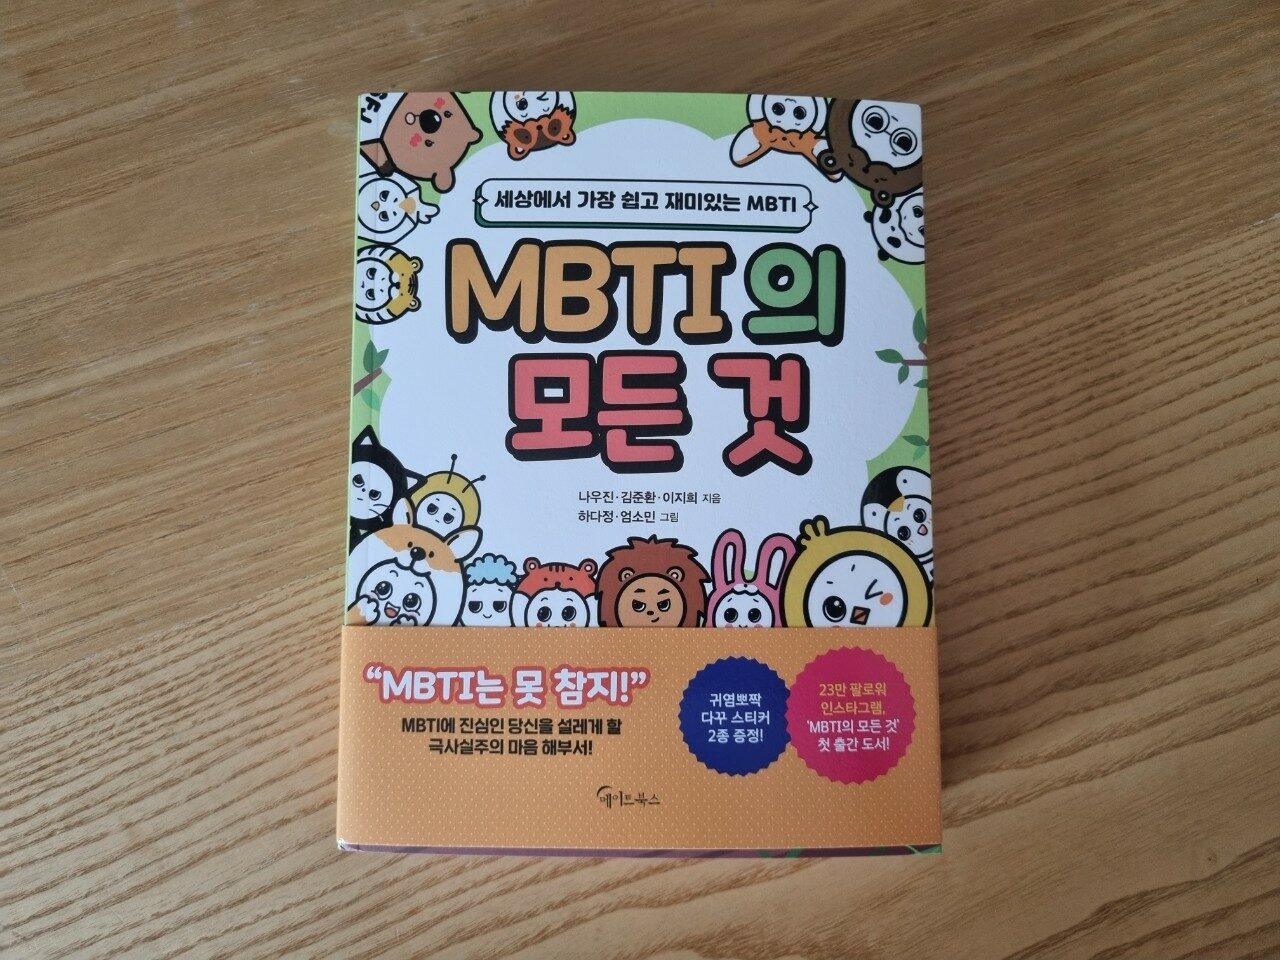 ESFJ
세상에서 가장 쉽고 재미있는 MBTI
MBTI의
모든 것
나우진·김준환·이지희 지음
하다정·엄소민 그림
“MBTI는 못 참지!”
MBTI에 진심인 당신을 설레게 할
극사실주의 마음 해부서!
귀염뽀짝
다꾸 스티커
2종 증정!
23만 팔로워
인스타그램,
'MBTI의 모든 것'
첫 출간 도서!
메이트북스